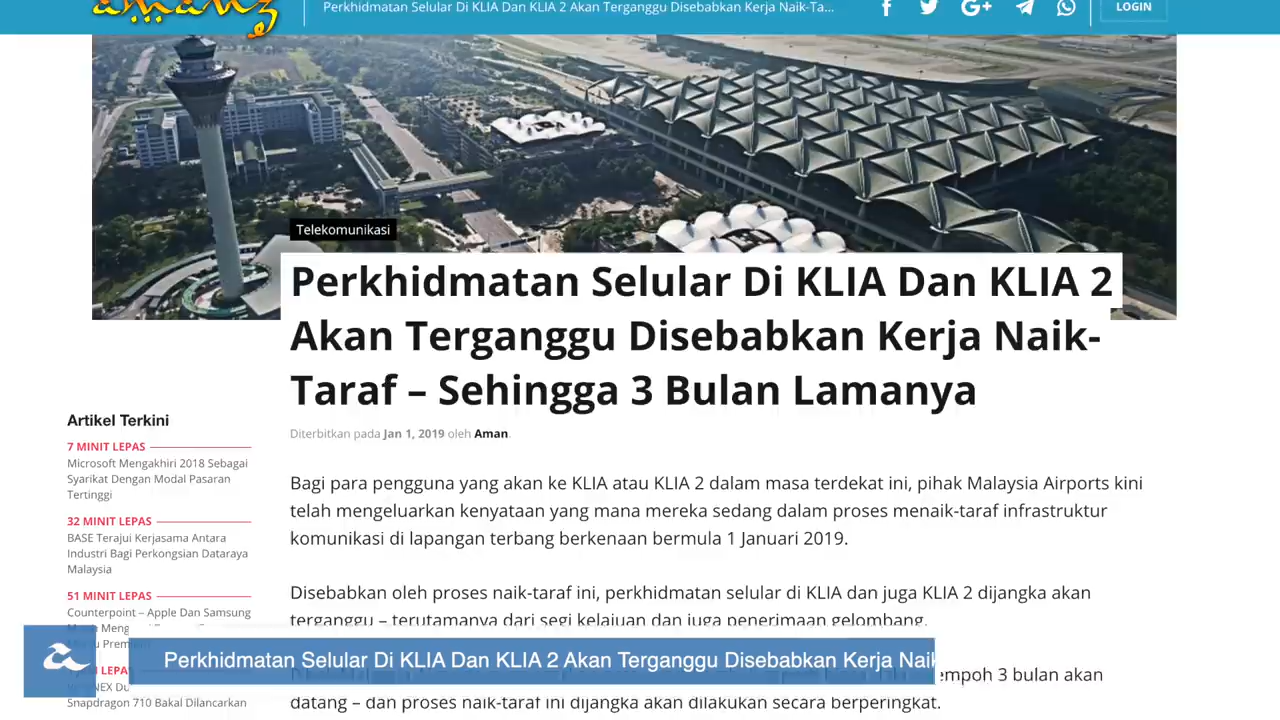 amanz
Perkhidmatan Selular Di KLIA Dan KLIA 2 Akan Terganggu Disebabkan Kerja Naik-Ta...
LOGIN
Telekomunikasi
Perkhidmatan Selular Di KLIA Dan KLIA 2
Akan Terganggu Disebabkan Kerja Naik-
Taraf – Sehingga 3 Bulan Lamanya
Diterbitkan pada Jan 1, 2019 oleh Aman.
Artikel Terkini
7 MINIT LEPAS
Microsoft Mengakhiri 2018 Sebagai
Syarikat Dengan Modal Pasaran
Tertinggi
32 MINIT LEPAS
BASE Terajui Kerjasama Antara
Industri Bagi Perkongsian Dataraya
Malaysia
51 MINIT LEPAS
Counterpoint – Apple Dan Samsung
LEPAS
Snapdragon 710 Bakal Dilancarkan
Bagi para pengguna yang akan ke KLIA atau KLIA 2 dalam masa terdekat ini, pihak Malaysia Airports kini
telah mengeluarkan kenyataan yang mana mereka sedang dalam proses menaik-taraf infrastruktur
komunikasi di lapangan terbang berkenaan bermula 1 Januari 2019.
Disebabkan oleh proses naik-taraf ini, perkhidmatan selular di KLIA dan juga KLIA 2 dijangka akan
terganggu – terutamanya dari segi kelajuan dan juga penerimaan gelombang.
Perkhidmatan Selular Di KLIA Dan KLIA 2 Akan Terganggu Disebabkan Kerja Naik
empoh 3 bulan akan
datang – dan proses naik-taraf ini dijangka akan dilakukan secara berperingkat.